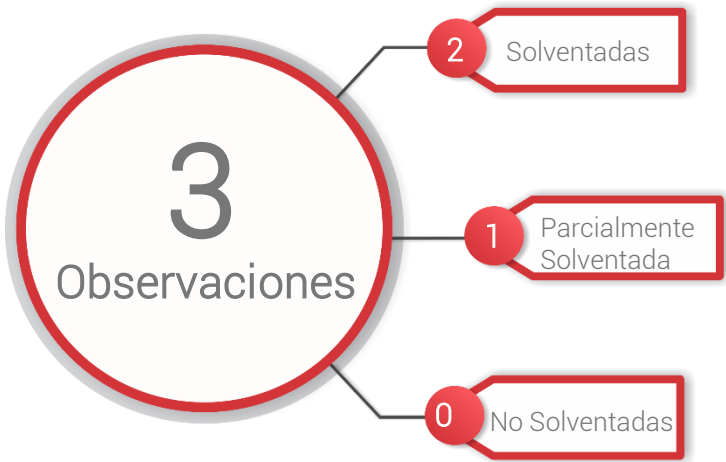 3
Observaciones
2
Solventadas
1
Parcialmente
Solventada
0
No Solventadas